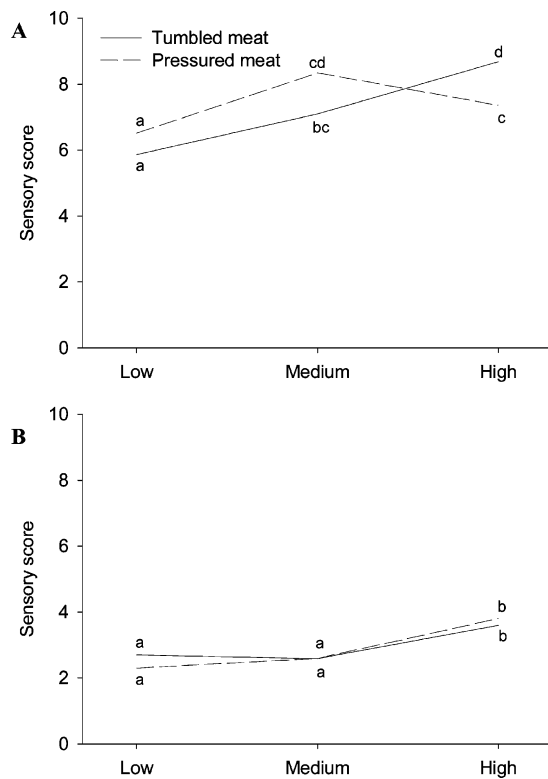 A
10
Tumbled meat
Pressured meat
d
cd
8
a
c
bc
6
a
4
2
0
Sensory score
Low Medium High
B
10
8
6
4
b
a a b
2
a a
0
Sensory score
Low Medium High